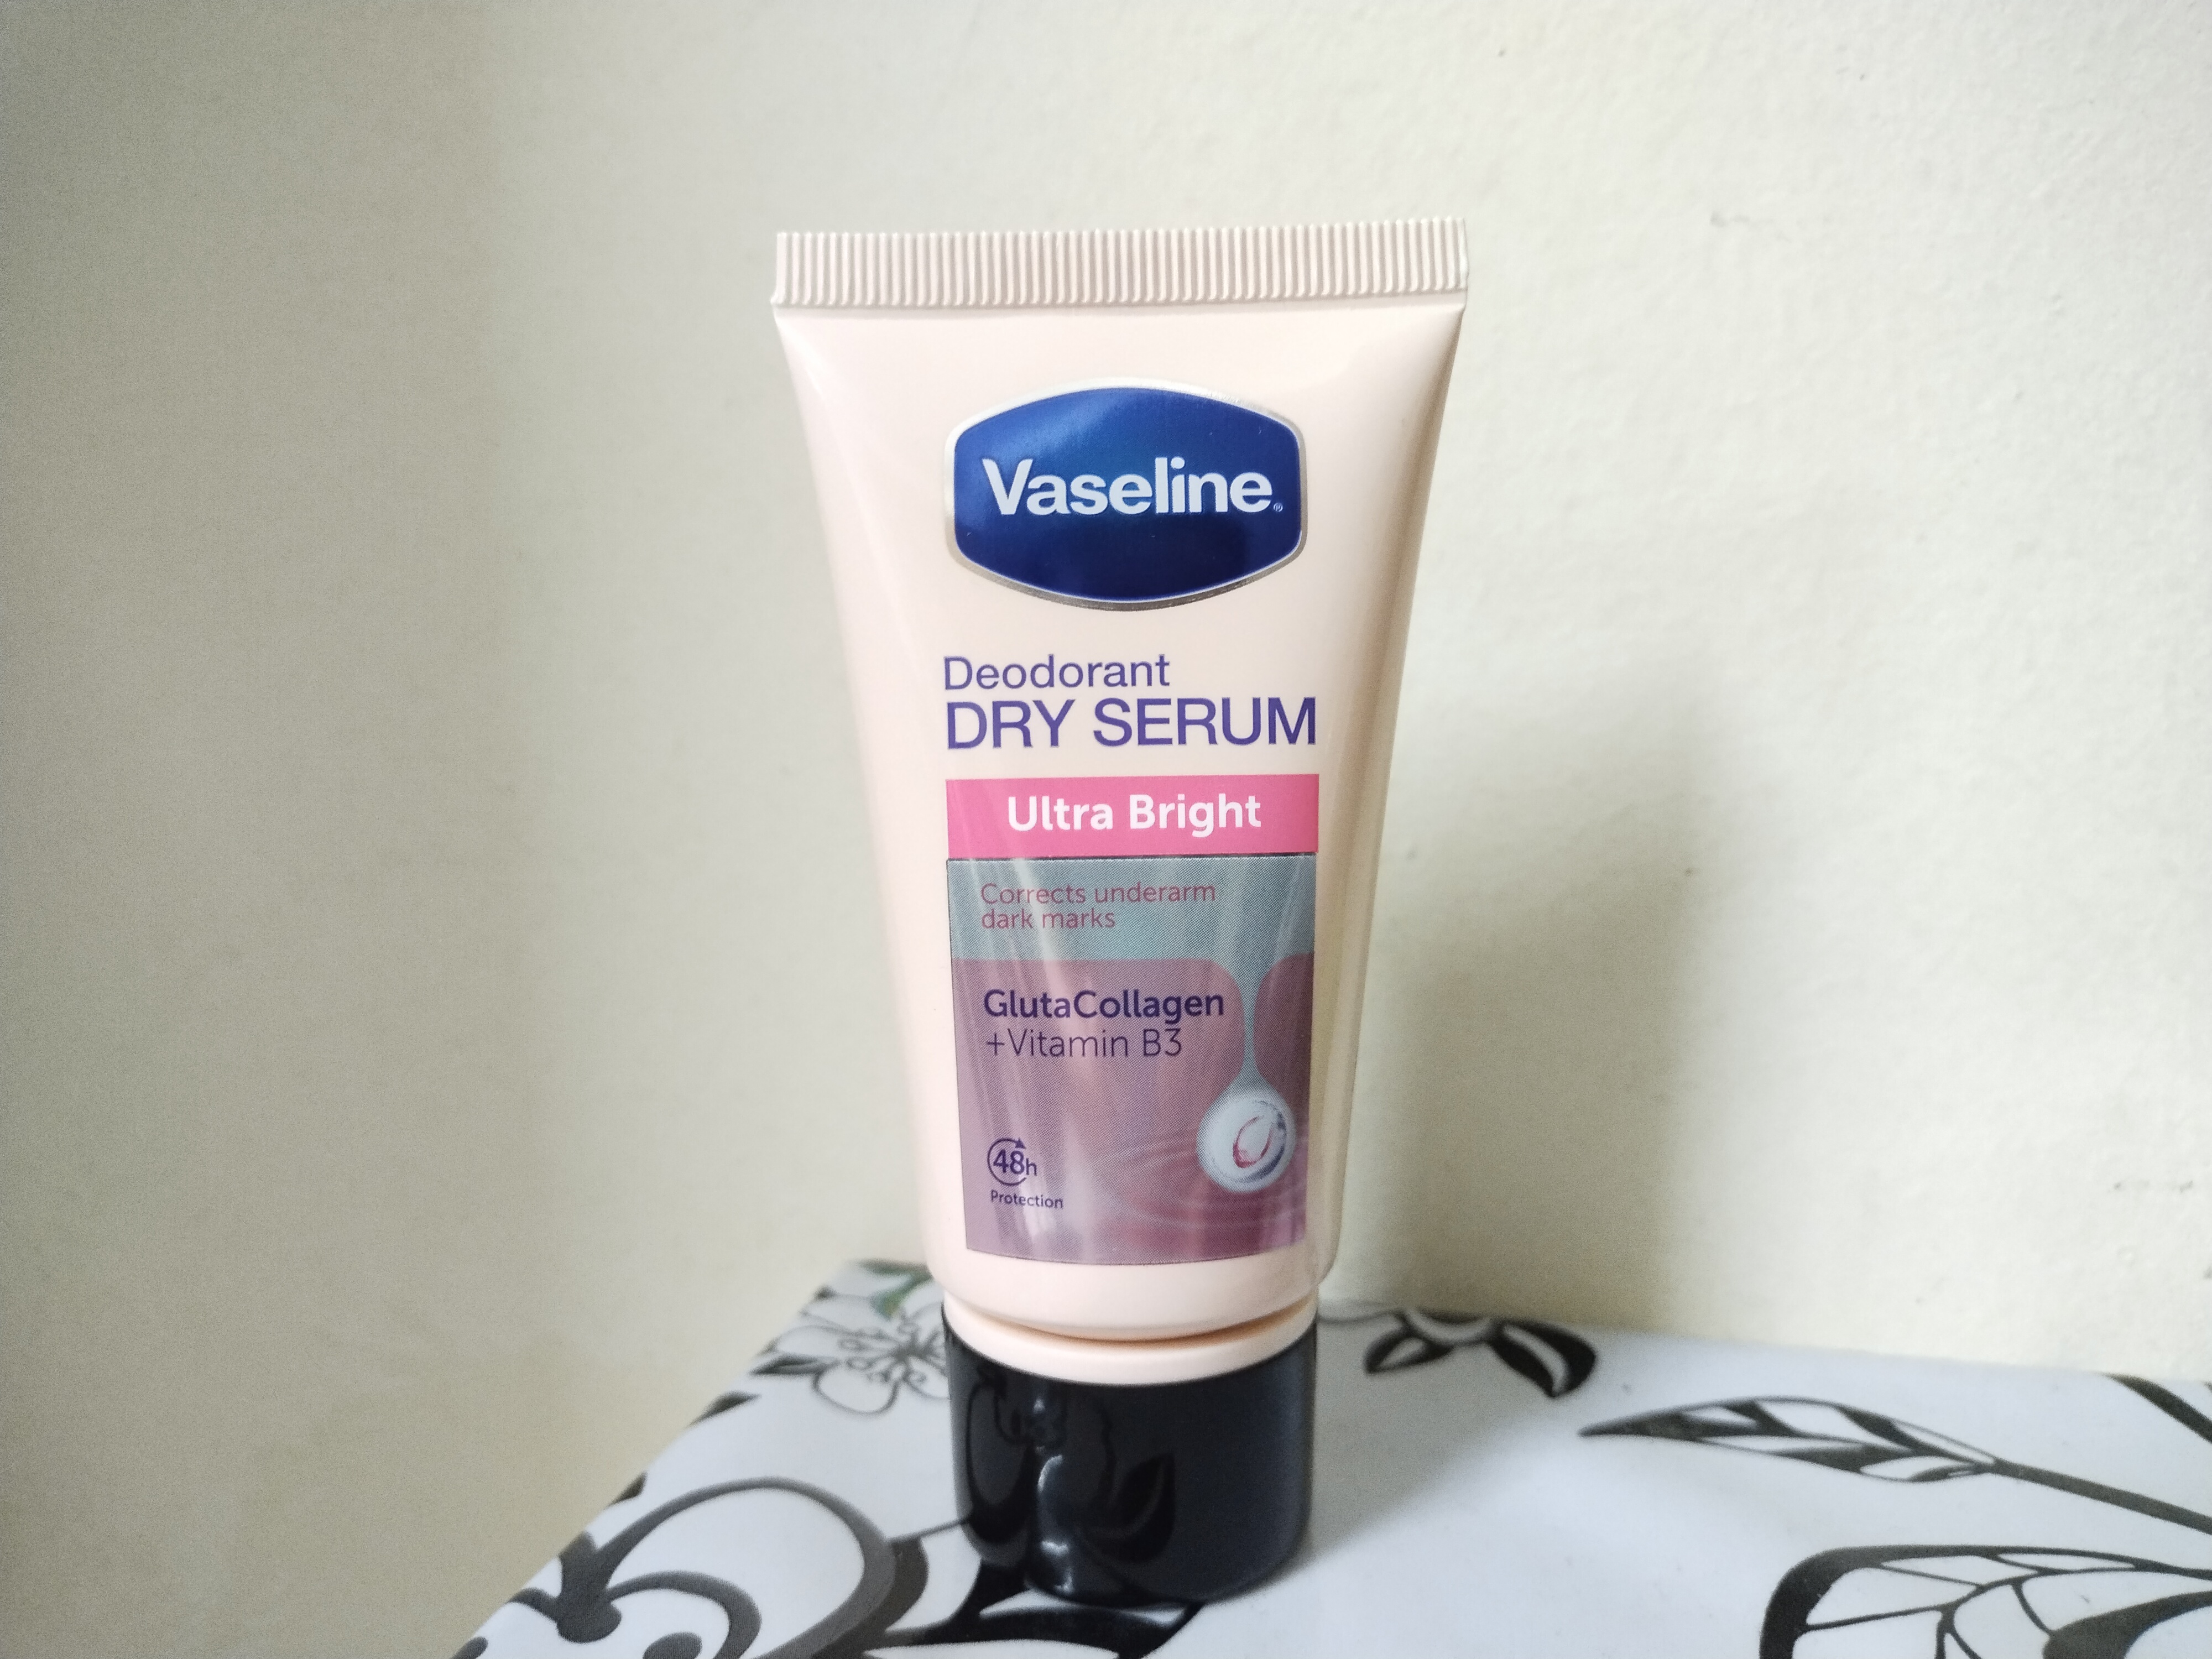 Vaseline®
Deodorant
DRY SERUM
Ultra Bright
Corrects underarm
dark marks
GlutaCollagen
+Vitamin B3
48h
Protection